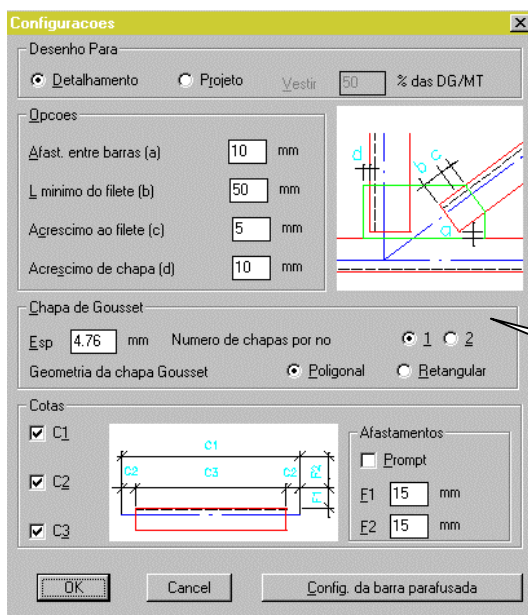 Configuracoes
Desenho Para
Detalhamento Projeto Vestir 50 % das DG/MT
Opcoes
Afast. entre barras (a) 10 mm
L minimo do filete (b) 50 mm
Acrescimo ao filete (c) 5 mm
Acrescimo de chapa (d) 10 mm
d b c
a
Chapa de Gousset
Esp 4.76 mm Numero de chapas por no 1 2
Geometria da chapa Gousset Poligonal Retangular
Cotas
C1
C2
C3
C1
C2 C3 C2 F2
F1
Afastamentos
Prompt
F1 15 mm
F2 15 mm
OK Cancel Config. da barra parafusada